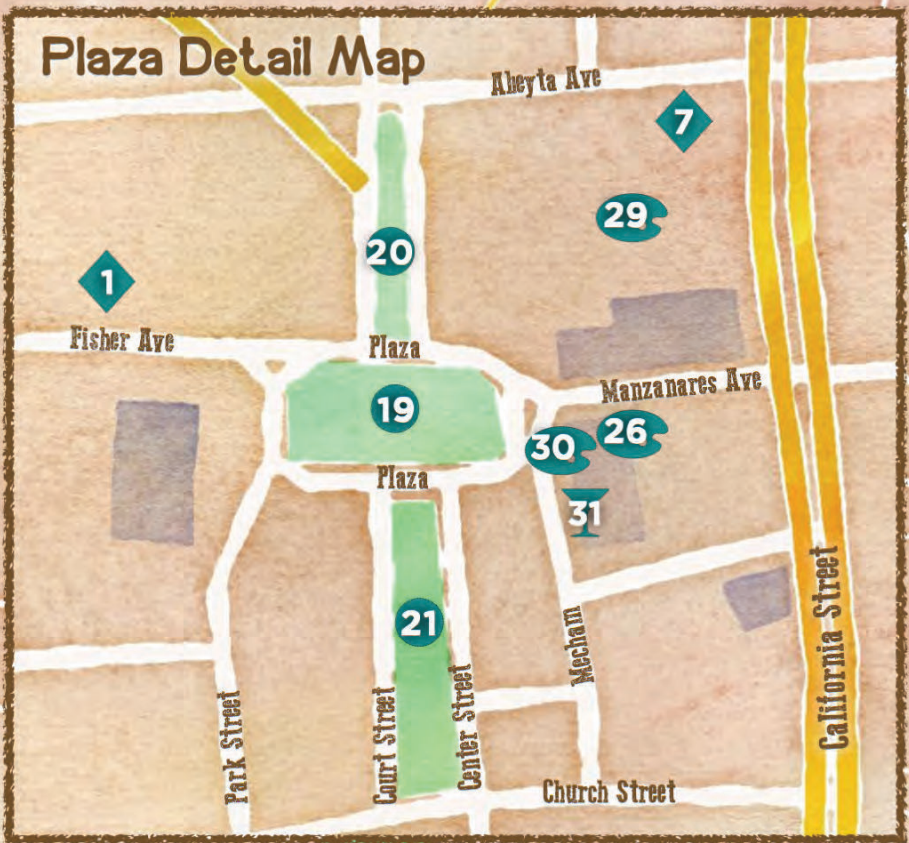 Plaza Detail Map
Abeyta Ave
7
29
20
1
Fisher Ave
Plaza
Manzanares Ave
19
26
30
Plaza
31
21
Mecham
California Street
Park Street
Court Street
Center Street
Church Street